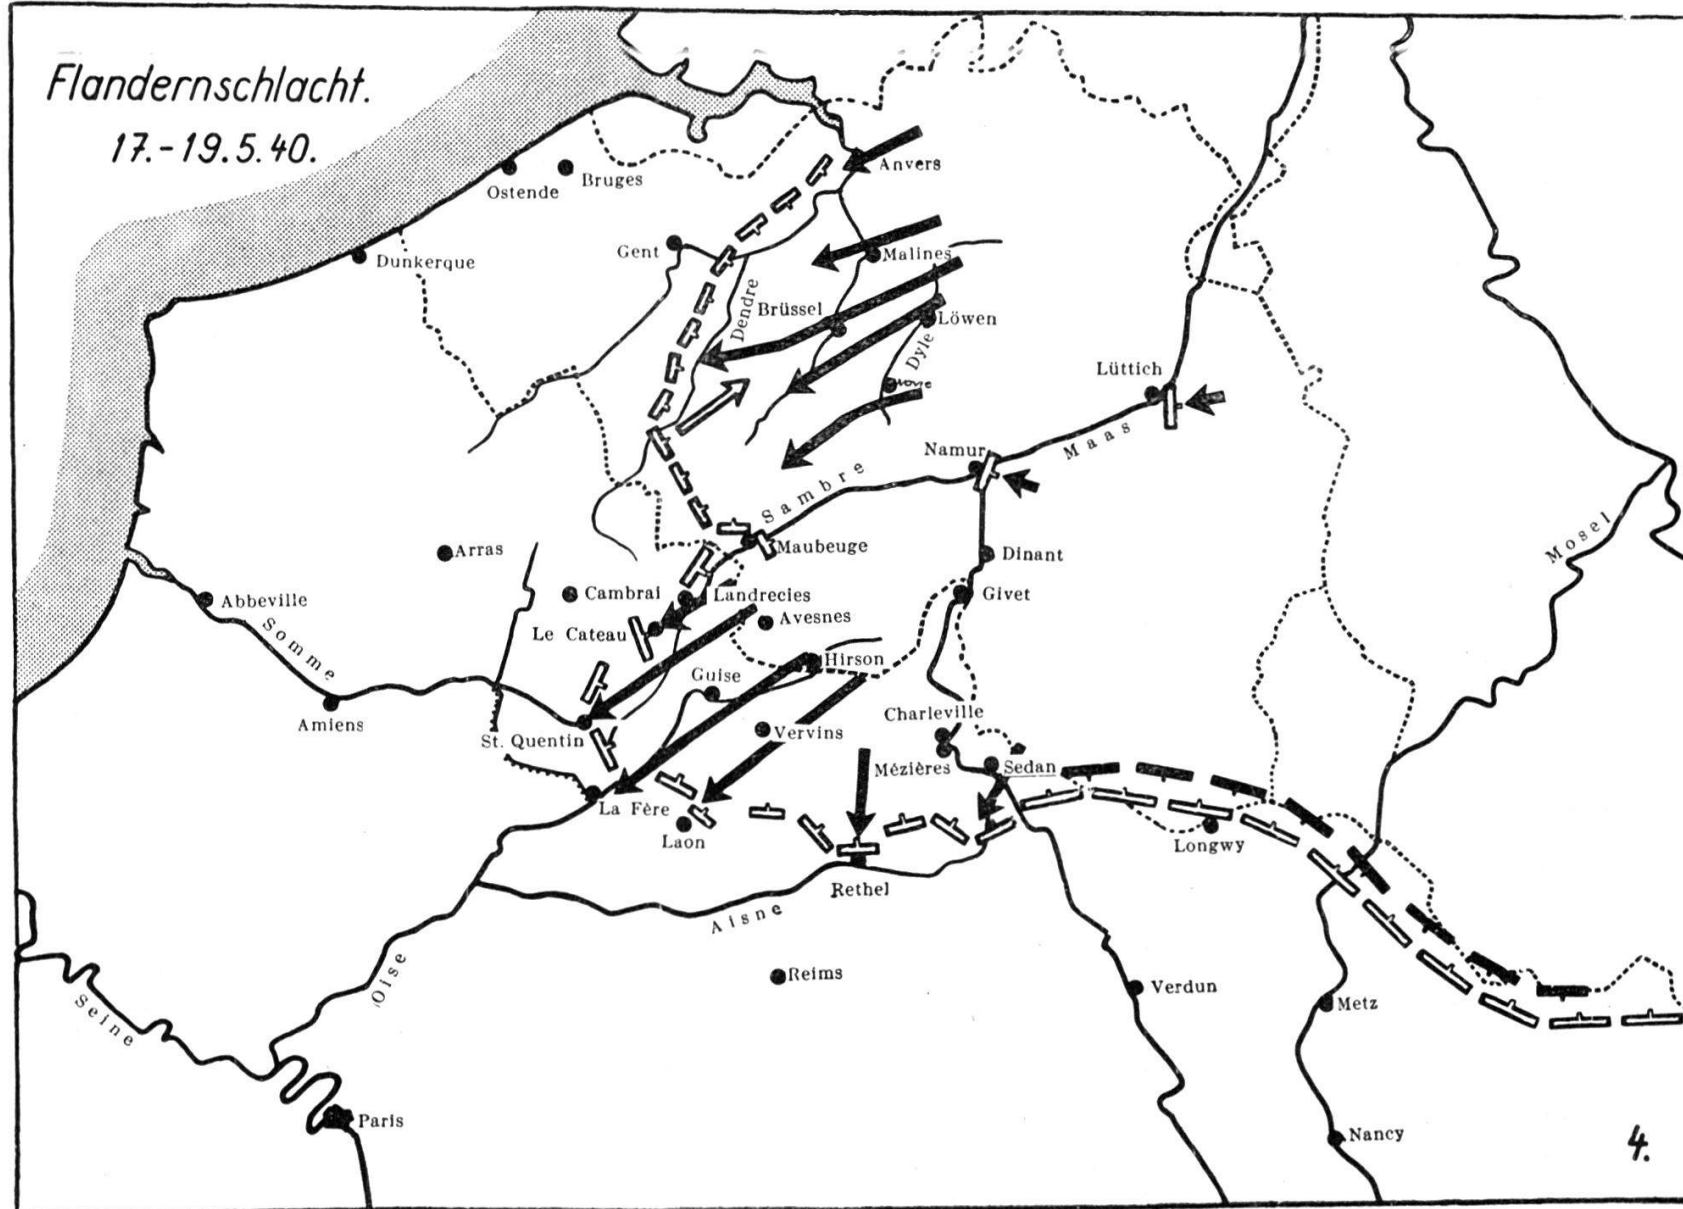 Flandernschlacht.
17.-19.5.40.
Anvers
Ostende
Bruges
Gent
Malines
Dunkerque
Dendre
Brüssel
Löwen
Dyle
Lüttich
Namur
Maas
Sambre
Arras
Maubeuge
Dinant
Mosel
Abbeville
Cambrai
Landrecies
Givet
Somme
Le Cateau
Avesnes
Hirson
Guise
Amiens
St. Quentin
Vervins
Charleville
Mézières
Sedan
La Fère
Laon
Longwy
Rethel
Aisne
Oise
Reims
Verdun
Metz
Seine
Paris
Nancy
4.